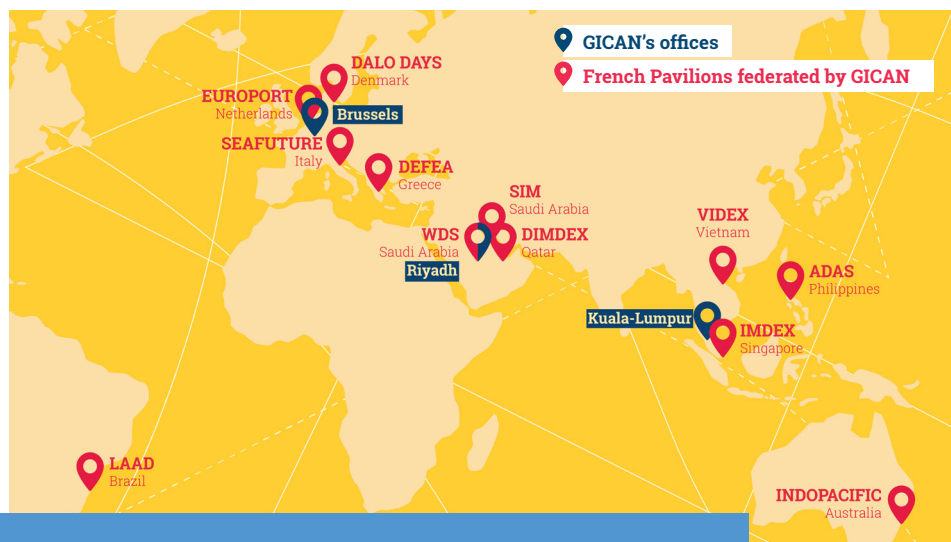 GICAN's offices
French Pavilions federated by GICAN
DALO DAYS
Denmark
EUROPORT
Netherlands
Brussels
SEAFUTURE
Italy
DEFEA
Greece
SIM
Saudi Arabia
WDS
Saudi Arabia
DIMDEX
Qatar
Riyadh
VIDEX
Vietnam
ADAS
Philippines
Kuala-Lumpur
IMDEX
Singapore
LAAD
Brazil
INDOPACIFIC
Australia